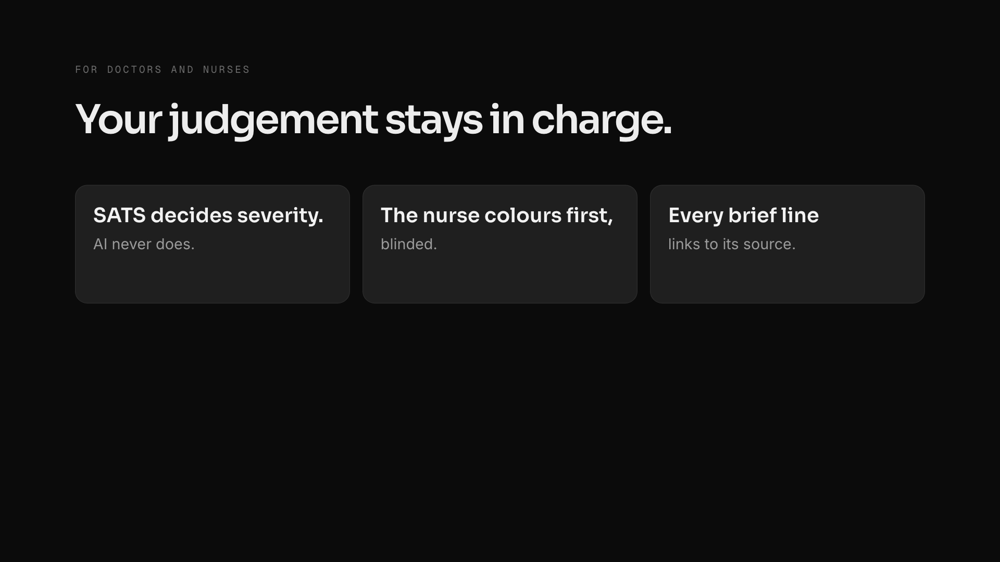 FOR DOCTORS AND NURSES
Your judgement stays in charge.
SATS decides severity.
AI never does.
The nurse colours first,
blinded.
Every brief line
links to its source.